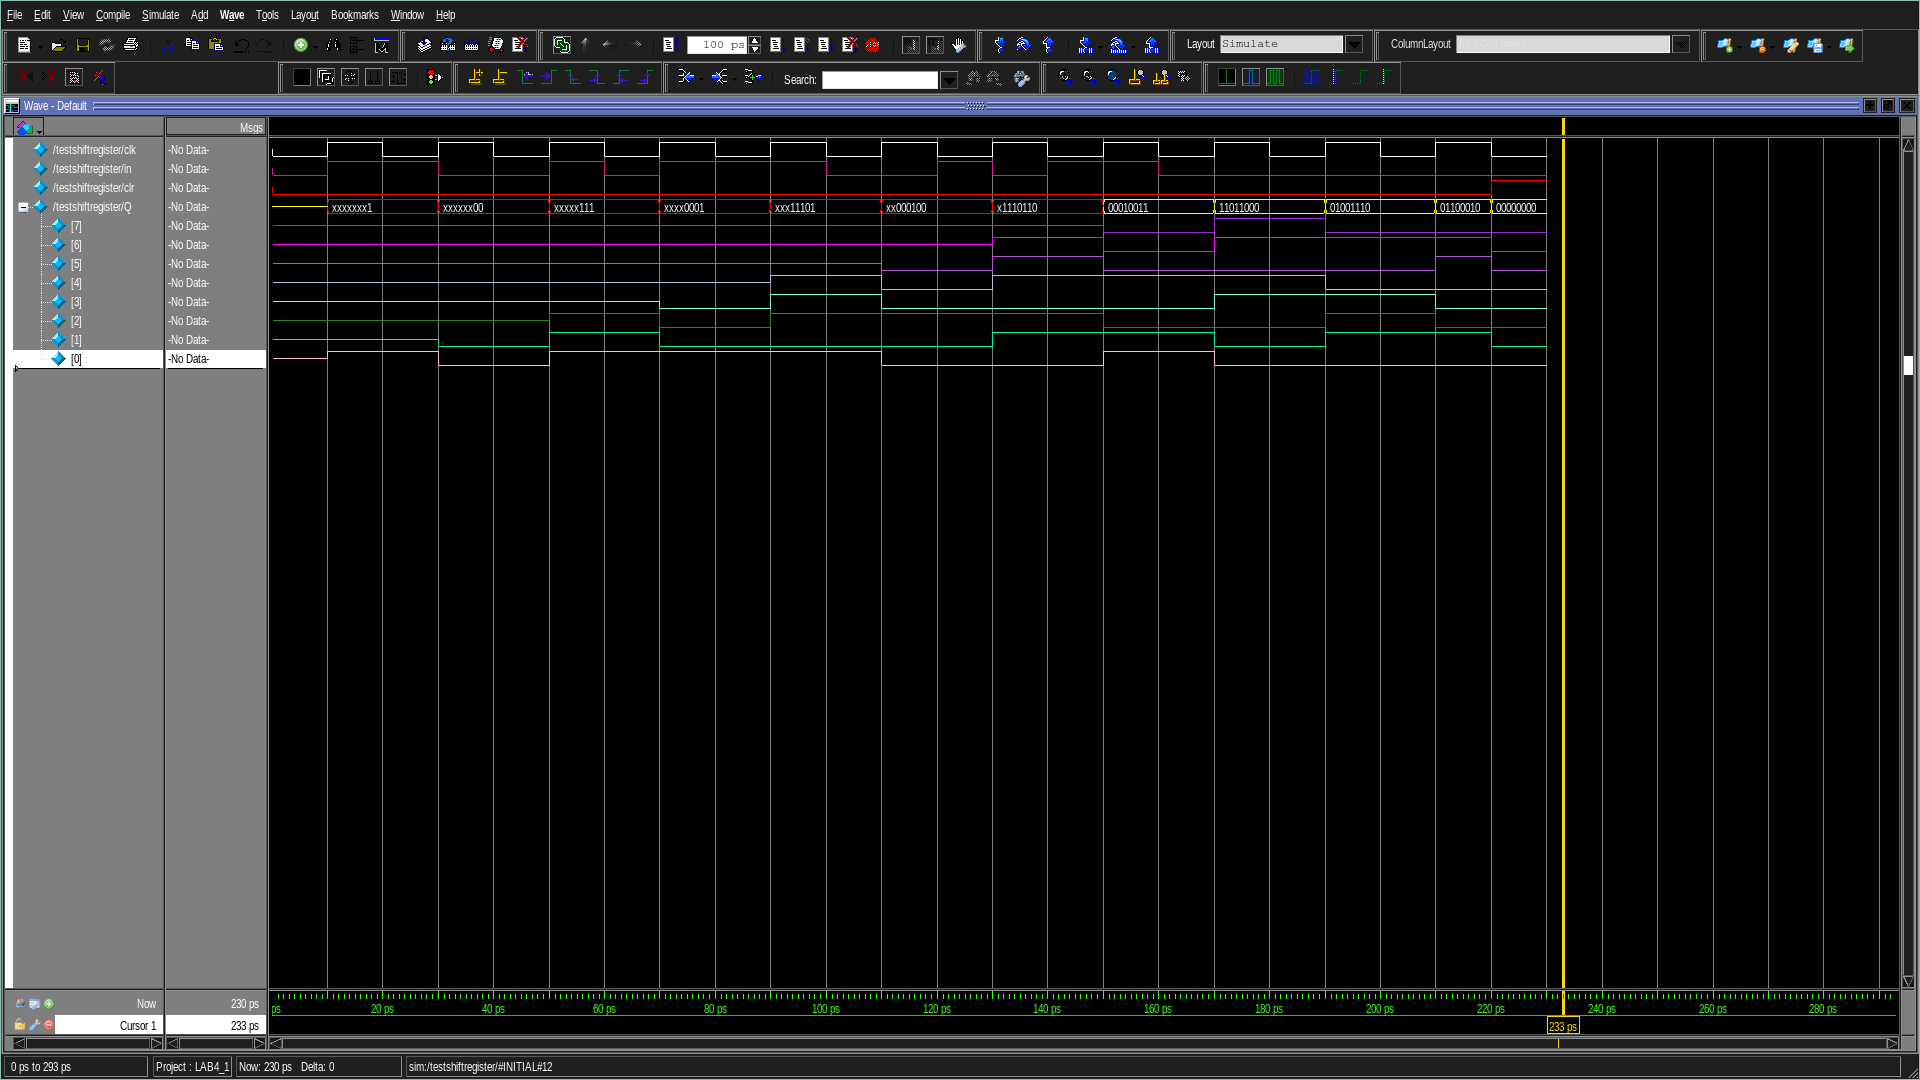 File Edit View Compile Simulate Add Wave Tools Layout Bookmarks Window Help
100 ps Layout Simulate ColumnLayout
Search:
Wave - Default
Msgs
/testshiftregister/clk -No Data-
/testshiftregister/in -No Data-
/testshiftregister/clr -No Data-
/testshiftregister/Q -No Data- xxxxxxx1 xxxxxx00 xxxxx111 xxxx0001 xxx11101 xx000100 x1110110 00010011 11011000 01001110 01100010 00000000
[7] -No Data-
[6] -No Data-
[5] -No Data-
[4] -No Data-
[3] -No Data-
[2] -No Data-
[1] -No Data-
[0] -No Data-
Now 230 ps ps 20 ps 40 ps 60 ps 80 ps 100 ps 120 ps 140 ps 160 ps 180 ps 200 ps 220 ps 240 ps 260 ps 280 ps
Cursor 1 233 ps 233 ps
0 ps to 293 ps Project : LAB4_1 Now: 230 ps Delta: 0 sim:/testshiftregister/#INITIAL#12